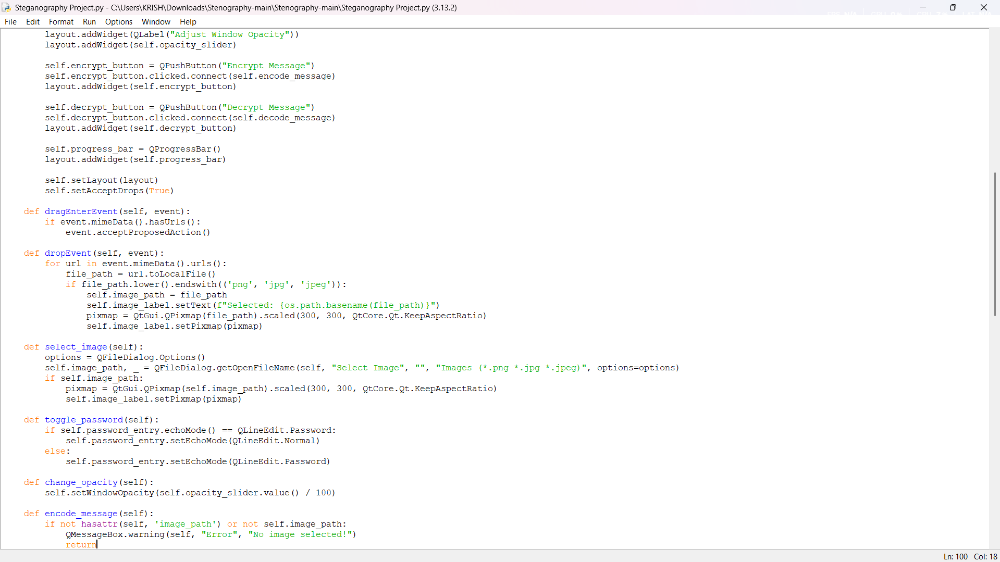 Steganography Project.py - C:\Users\KRISH\Downloads\Stenography-main\Stenography-main\Steganography Project.py (3.13.2)
File Edit Format Run Options Window Help
        layout.addWidget(QLabel("Adjust Window Opacity"))
        layout.addWidget(self.opacity_slider)

        self.encrypt_button = QPushButton("Encrypt Message")
        self.encrypt_button.clicked.connect(self.encode_message)
        layout.addWidget(self.encrypt_button)

        self.decrypt_button = QPushButton("Decrypt Message")
        self.decrypt_button.clicked.connect(self.decode_message)
        layout.addWidget(self.decrypt_button)

        self.progress_bar = QProgressBar()
        layout.addWidget(self.progress_bar)

        self.setLayout(layout)
        self.setAcceptDrops(True)

    def dragEnterEvent(self, event):
        if event.mimeData().hasUrls():
            event.acceptProposedAction()

    def dropEvent(self, event):
        for url in event.mimeData().urls():
            file_path = url.toLocalFile()
            if file_path.lower().endswith(('png', 'jpg', 'jpeg')):
                self.image_path = file_path
                self.image_label.setText(f"Selected: {os.path.basename(file_path)}")
                pixmap = QtGui.QPixmap(file_path).scaled(300, 300, QtCore.Qt.KeepAspectRatio)
                self.image_label.setPixmap(pixmap)

    def select_image(self):
        options = QFileDialog.Options()
        self.image_path, _ = QFileDialog.getOpenFileName(self, "Select Image", "", "Images (*.png *.jpg *.jpeg)", options=options)
        if self.image_path:
            pixmap = QtGui.QPixmap(self.image_path).scaled(300, 300, QtCore.Qt.KeepAspectRatio)
            self.image_label.setPixmap(pixmap)

    def toggle_password(self):
        if self.password_entry.echoMode() == QLineEdit.Password:
            self.password_entry.setEchoMode(QLineEdit.Normal)
        else:
            self.password_entry.setEchoMode(QLineEdit.Password)

    def change_opacity(self):
        self.setWindowOpacity(self.opacity_slider.value() / 100)

    def encode_message(self):
        if not hasattr(self, 'image_path') or not self.image_path:
            QMessageBox.warning(self, "Error", "No image selected!")
            return
Ln: 100 Col: 18